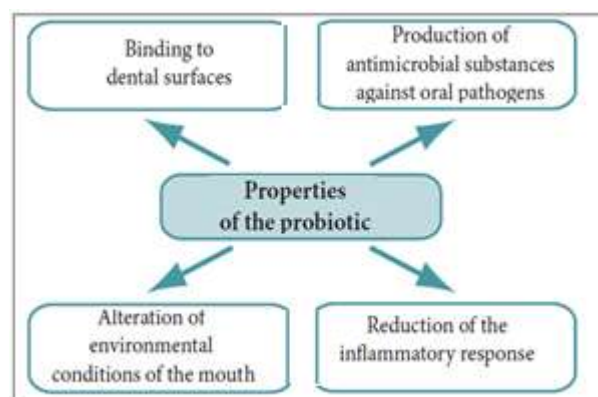 Binding to
dental surfaces
Production of
antimicrobial substances
against oral pathogens
Properties
of the probiotic
Alteration of
environmental
conditions of the mouth
Reduction of the
inflammatory response